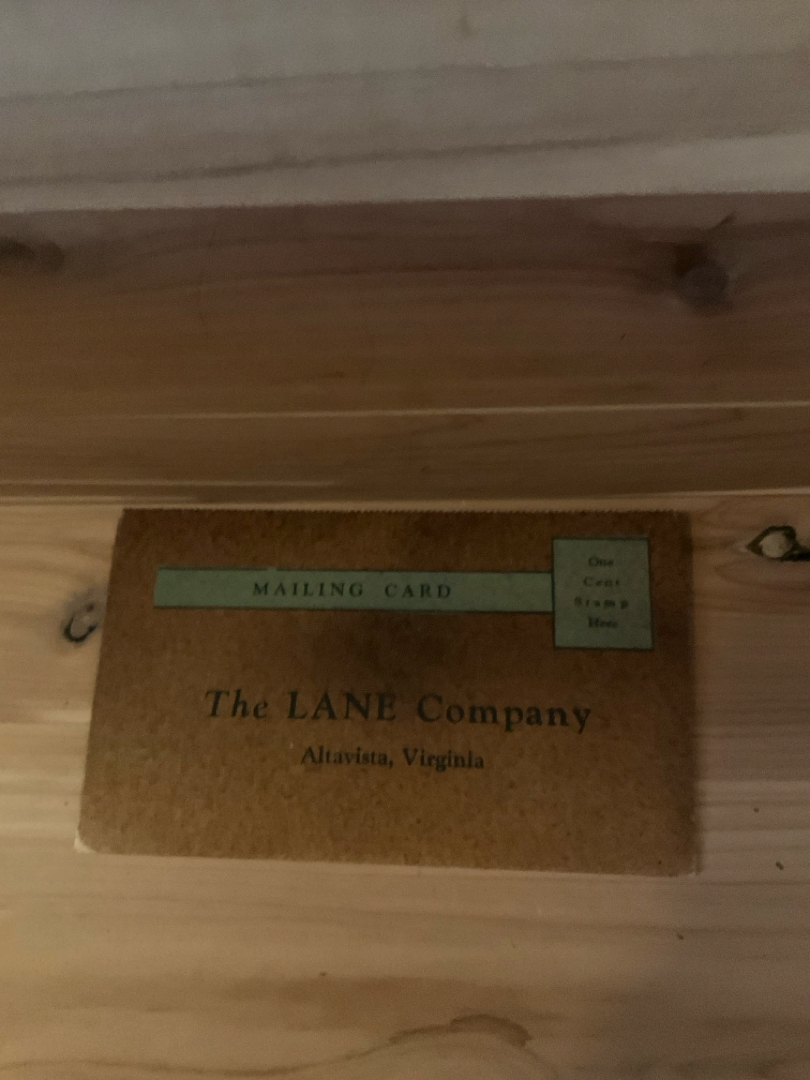 MAILING CARD
One
Cent
Stamp
Here
The LANE Company
Altavista, Virginia